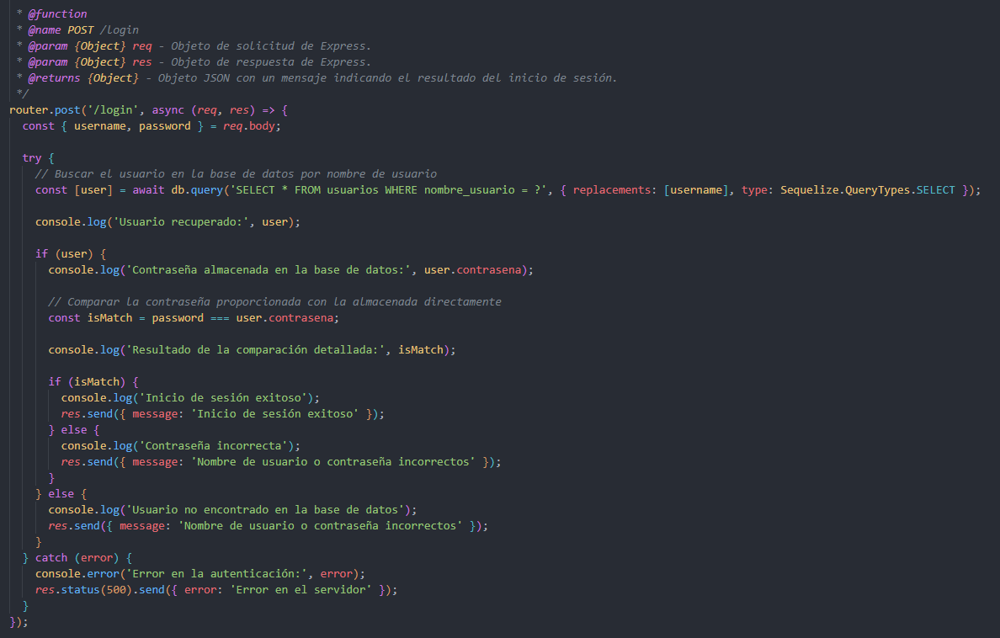 * @function
* @name POST /login
* @param {Object} req - Objeto de solicitud de Express.
* @param {Object} res - Objeto de respuesta de Express.
* @returns {Object} - Objeto JSON con un mensaje indicando el resultado del inicio de sesión.
*/
router.post('/login', async (req, res) => {
  const { username, password } = req.body;

  try {
    // Buscar el usuario en la base de datos por nombre de usuario
    const [user] = await db.query('SELECT * FROM usuarios WHERE nombre_usuario = ?', { replacements: [username], type: Sequelize.QueryTypes.SELECT });

    console.log('Usuario recuperado:', user);

    if (user) {
      console.log('Contraseña almacenada en la base de datos:', user.contrasena);

      // Comparar la contraseña proporcionada con la almacenada directamente
      const isMatch = password === user.contrasena;

      console.log('Resultado de la comparación detallada:', isMatch);

      if (isMatch) {
        console.log('Inicio de sesión exitoso');
        res.send({ message: 'Inicio de sesión exitoso' });
      } else {
        console.log('Contraseña incorrecta');
        res.send({ message: 'Nombre de usuario o contraseña incorrectos' });
      }
    } else {
      console.log('Usuario no encontrado en la base de datos');
      res.send({ message: 'Nombre de usuario o contraseña incorrectos' });
    }
  } catch (error) {
    console.error('Error en la autenticación:', error);
    res.status(500).send({ error: 'Error en el servidor' });
  }
});